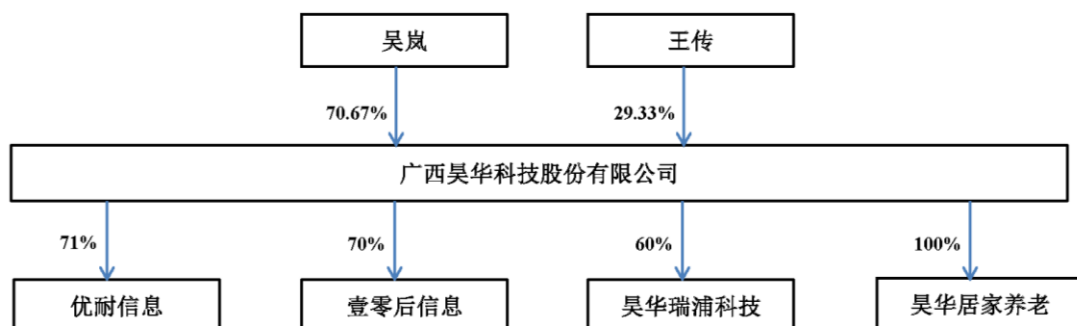 吴岚
王传
70.67%
29.33%
广西昊华科技股份有限公司
71%
70%
60%
100%
优耐信息
壹零后信息
昊华瑞浦科技
昊华居家养老